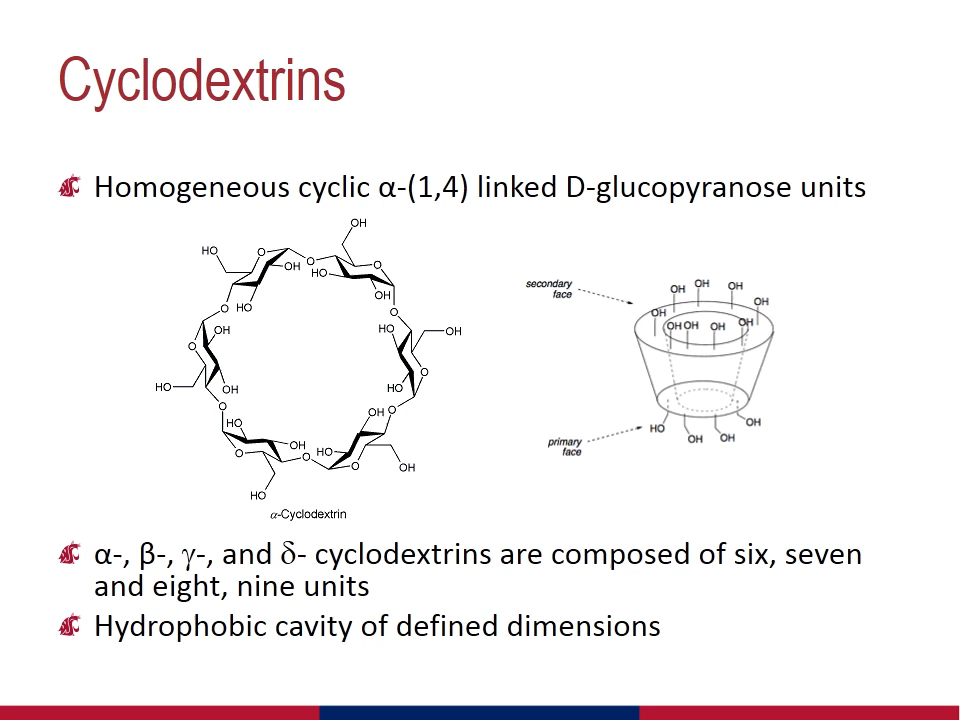 Cyclodextrins
Homogeneous cyclic α-(1,4) linked D-glucopyranose units
OH
HO
O
O
O
OH
HO
HO
OH
O
HO
O
OH
HO
OH
O
O
HO
HO
OH
O
O
HO
OH
OH
HO
O
O
HO
O
OH
HO
OH
α-Cyclodextrin
secondary
face
OH
OH
OH
OH
OH
OH
OH
OH
OH
primary
face
HO
OH
OH
OH
α-, β-, γ-, and δ- cyclodextrins are composed of six, seven
and eight, nine units
Hydrophobic cavity of defined dimensions